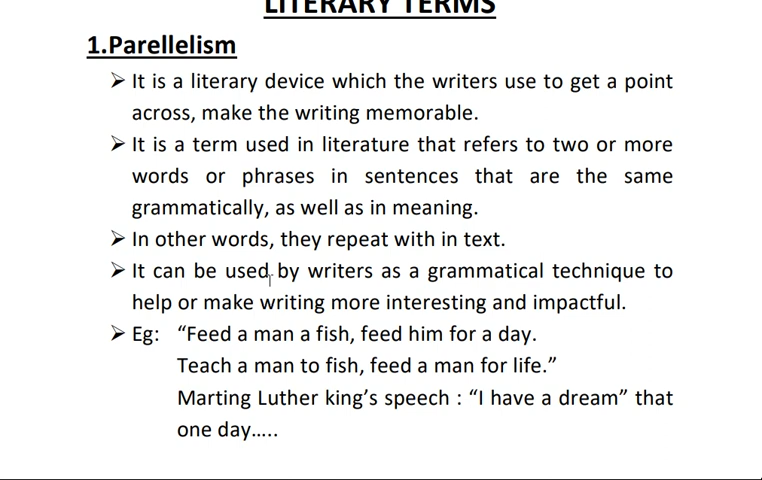 LITERARY TERMS
1.Parellelism
➢ It is a literary device which the writers use to get a point
across, make the writing memorable.
➢ It is a term used in literature that refers to two or more
words or phrases in sentences that are the same
grammatically, as well as in meaning.
➢ In other words, they repeat with in text.
➢ It can be used by writers as a grammatical technique to
help or make writing more interesting and impactful.
➢ Eg: “Feed a man a fish, feed him for a day.
Teach a man to fish, feed a man for life.”
Marting Luther king’s speech : “I have a dream” that
one day…..